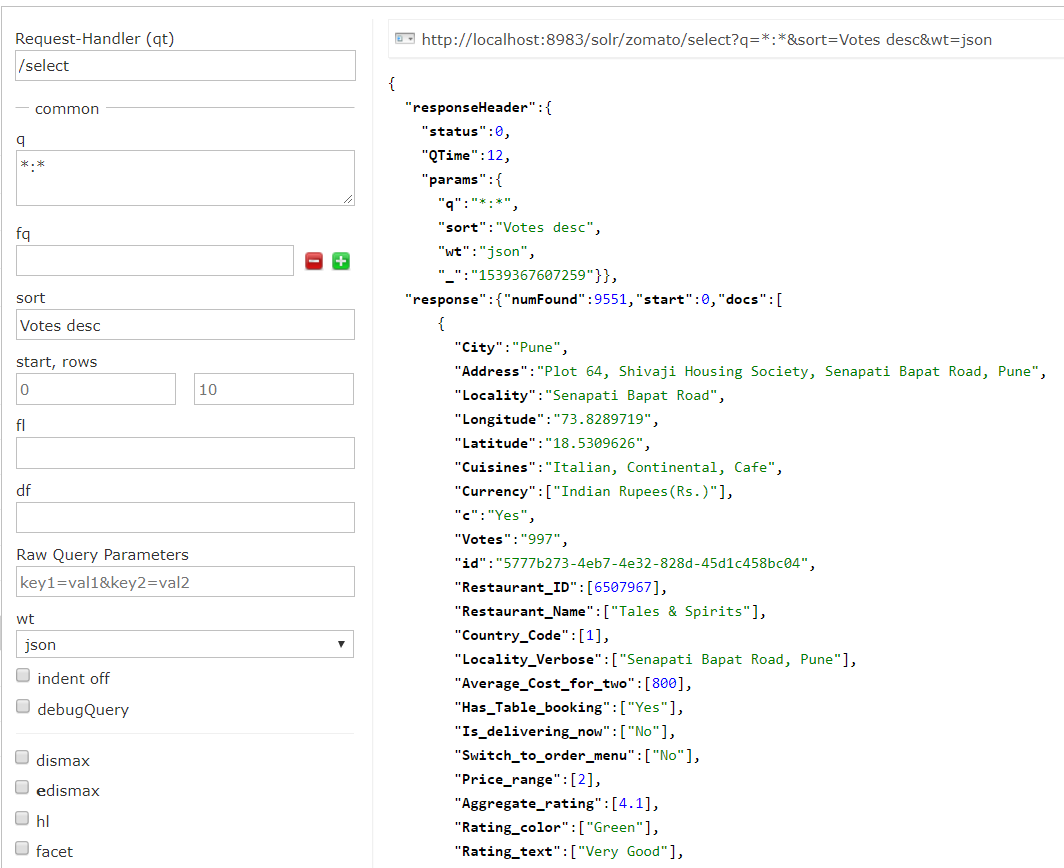 Request-Handler (qt)
/select
common
q
*:*
fq
sort
Votes desc
start, rows
0
10
fl
df
Raw Query Parameters
key1=val1&key2=val2
wt
json
indent off
debugQuery
dismax
edismax
hl
facet
http://localhost:8983/solr/zomato/select?q=*:*&sort=Votes desc&wt=json
{
"responseHeader":{
"status":0,
"QTime":12,
"params":{
"q":"*:*",
"sort":"Votes desc",
"wt":"json",
"_":"1539367607259"}},
"response":{"numFound":9551,"start":0,"docs":[
{
"City":"Pune",
"Address":"Plot 64, Shivaji Housing Society, Senapati Bapat Road, Pune",
"Locality":"Senapati Bapat Road",
"Longitude":"73.8289719",
"Latitude":"18.5309626",
"Cuisines":"Italian, Continental, Cafe",
"Currency":["Indian Rupees(Rs.)"],
"c":"Yes",
"Votes":"997",
"id":"5777b273-4eb7-4e32-828d-45d1c458bc04",
"Restaurant_ID":[6507967],
"Restaurant_Name":["Tales & Spirits"],
"Country_Code":[1],
"Locality_Verbose":["Senapati Bapat Road, Pune"],
"Average_Cost_for_two":[800],
"Has_Table_booking":["Yes"],
"Is_delivering_now":["No"],
"Switch_to_order_menu":["No"],
"Price_range":[2],
"Aggregate_rating":[4.1],
"Rating_color":["Green"],
"Rating_text":["Very Good"],